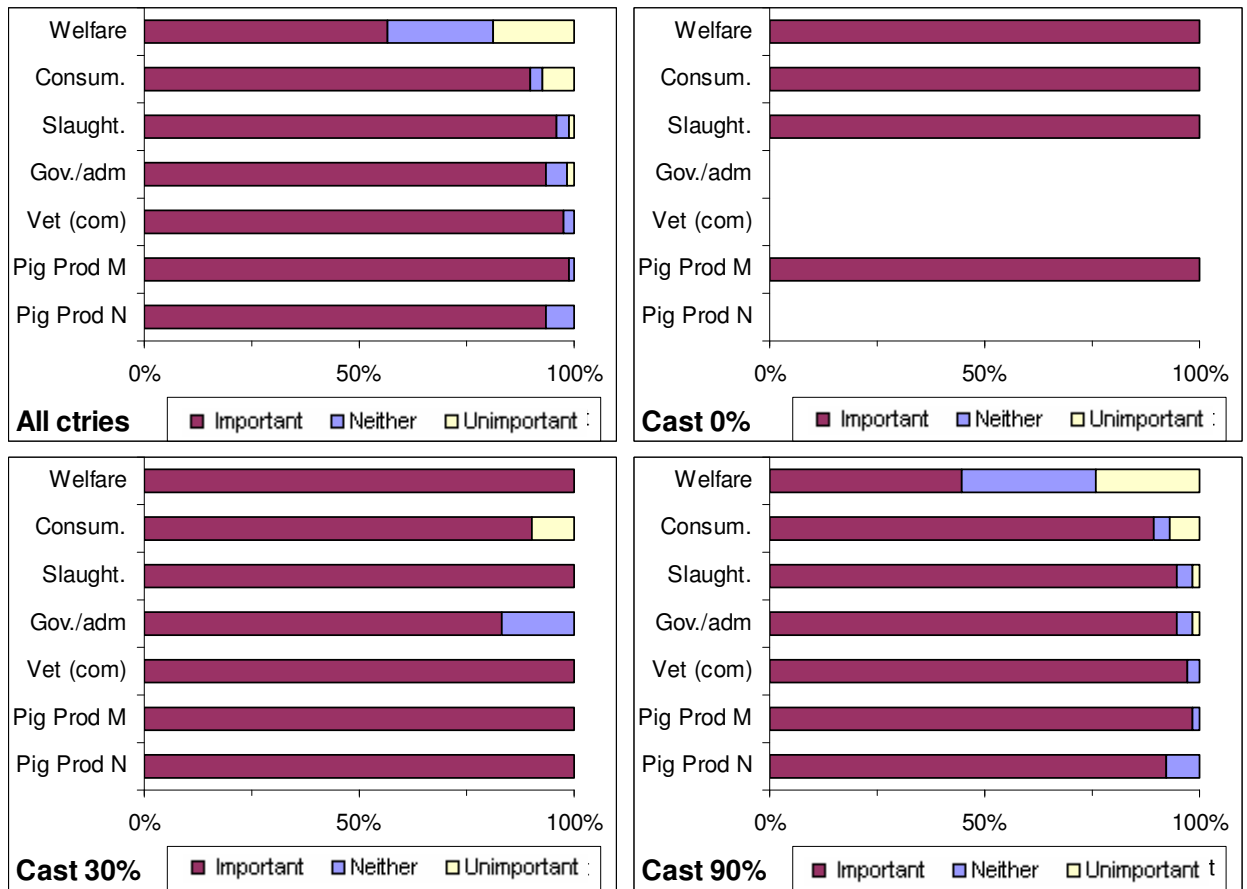 Welfare
Consum.
Slaught.
Gov./adm
Vet (com)
Pig Prod M
Pig Prod N
0% 50% 100%
All ctries Important Neither Unimportant :
Welfare
Consum.
Slaught.
Gov./adm
Vet (com)
Pig Prod M
Pig Prod N
0% 50% 100%
Cast 0% Important Neither Unimportant :
Welfare
Consum.
Slaught.
Gov./adm
Vet (com)
Pig Prod M
Pig Prod N
0% 50% 100%
Cast 30% Important Neither Unimportant :
Welfare
Consum.
Slaught.
Gov./adm
Vet (com)
Pig Prod M
Pig Prod N
0% 50% 100%
Cast 90% Important Neither Unimportant t